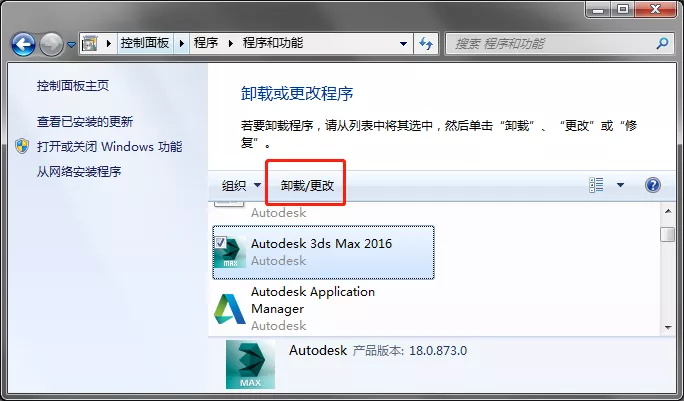 控制面板 程序 程序和功能
搜索 程序和功能
控制面板主页
查看已安装的更新
打开或关闭 Windows 功能
从网络安装程序
卸载或更改程序
若要卸载程序，请从列表中将其选中，然后单击“卸载”、“更改”或“修
复”。
组织 卸载/更改
Autodesk
Autodesk 3ds Max 2016
Autodesk
MAX
Autodesk Application
Manager
Autodesk
Autodesk 产品版本: 18.0.873.0
MAX